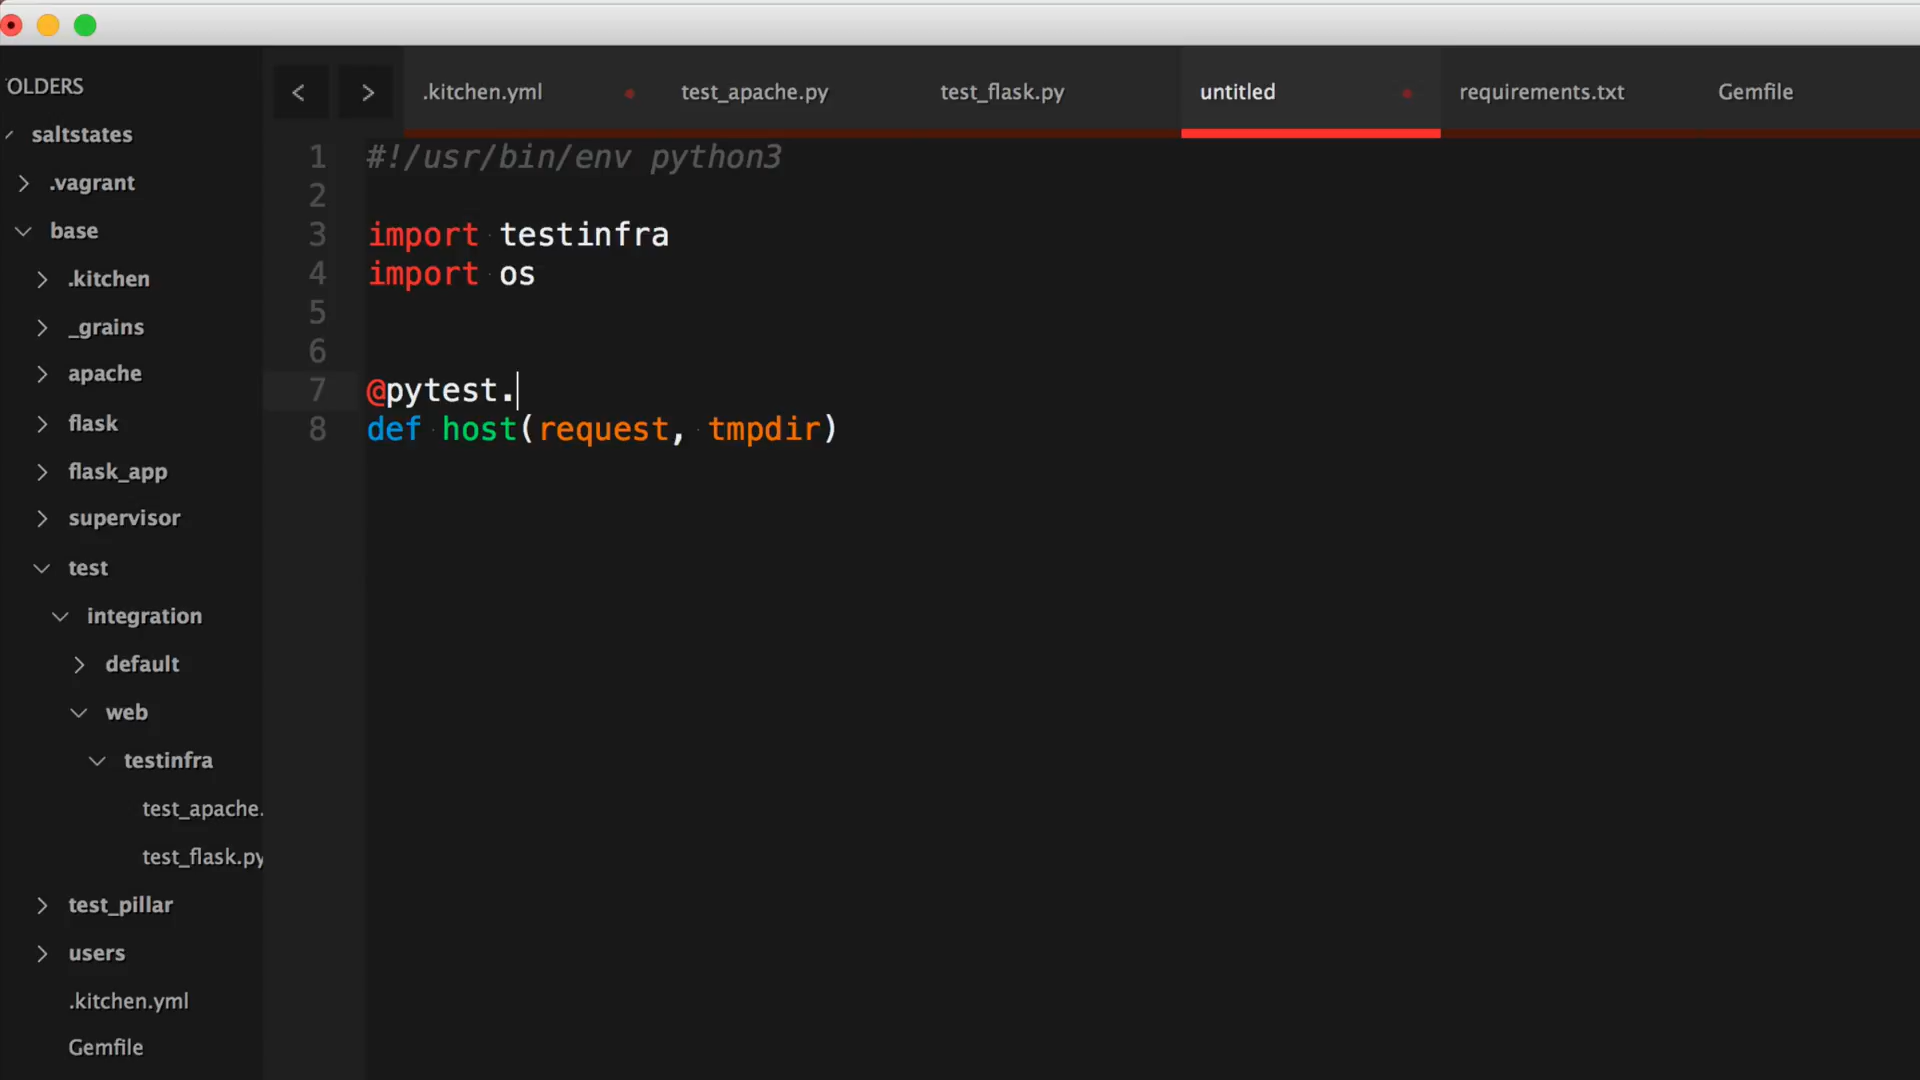 OLDERS
saltstates
.vagrant
base
.kitchen
_grains
apache
flask
flask_app
supervisor
test
integration
default
web
testinfra
test_apache.
test_flask.py
test_pillar
users
.kitchen.yml
Gemfile
< > .kitchen.yml test_apache.py test_flask.py untitled requirements.txt Gemfile
1 #!/usr/bin/env python3
2
3 import testinfra
4 import os
5
6
7 @pytest.
8 def host(request, tmpdir)